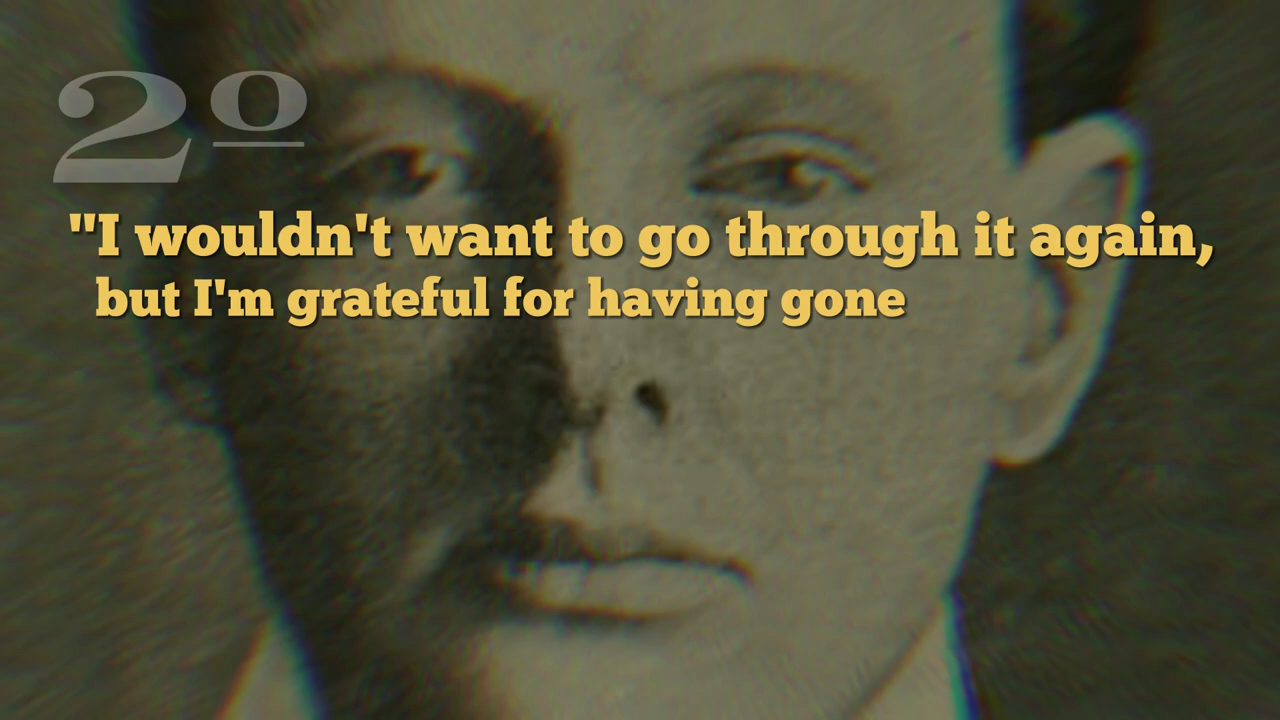 2º
"I wouldn't want to go through it again,
but I'm grateful for having gone